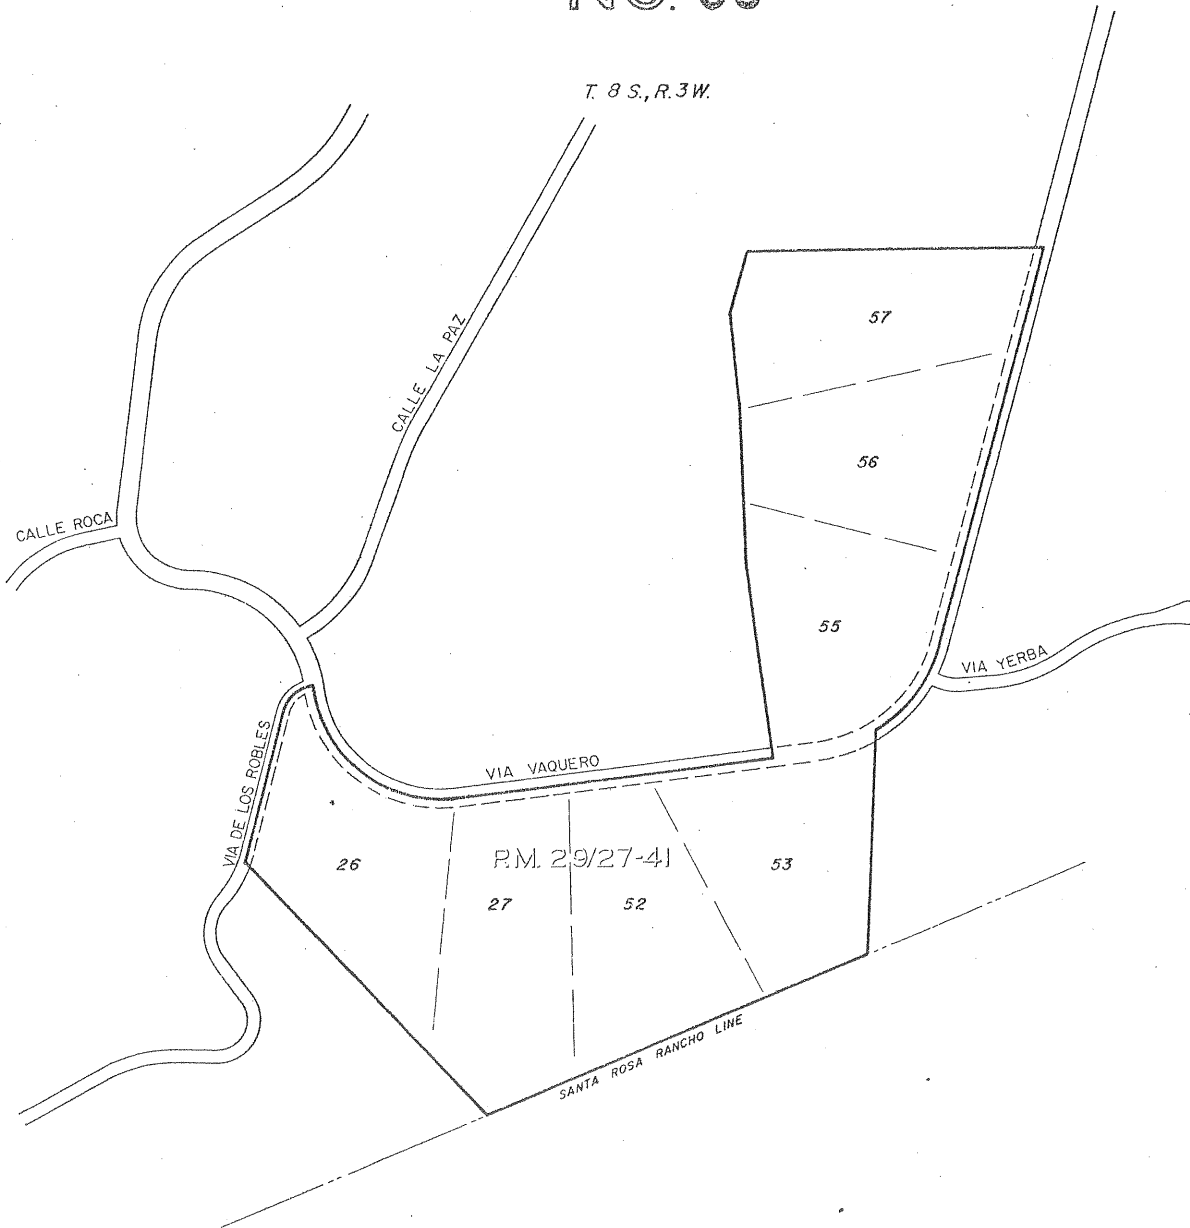 T. 8 S., R. 3 W.
57
CALLE LA PAZ
56
CALLE ROCA
55
VIA YERBA
VIA DE LOS ROBLES
VIA VAQUERO
26
P.M. 29/27-41
53
27
52
SANTA ROSA RANCHO LINE